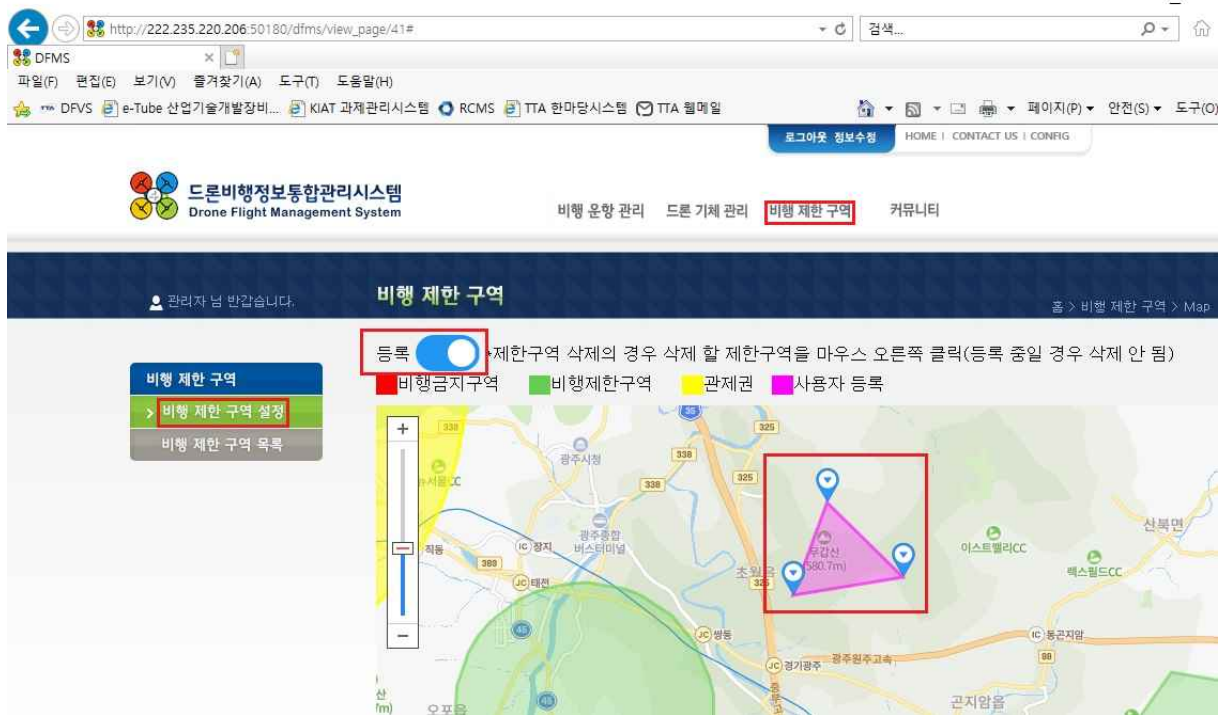 http://222.235.220.206:50180/dfms/view_page/41#
검색...
DFMS
파일(F) 편집(E) 보기(V) 즐겨찾기(A) 도구(T) 도움말(H)
DFVS e-Tube 산업기술개발장비... KIAT 과제관리시스템 RCMS TTA 한마당시스템 TTA 웹메일 페이지(P) 안전(S) 도구(O)
로그아웃 정보수정 HOME | CONTACT US | CONFIG
드론비행정보통합관리시스템
Drone Flight Management System
비행 운항 관리 드론 기체 관리 비행 제한 구역 커뮤니티
관리자 님 반갑습니다.
비행 제한 구역
홈 > 비행 제한 구역 > Map
등록 제한구역 삭제의 경우 삭제 할 제한구역을 마우스 오른쪽 클릭(등록 중일 경우 삭제 안 됨)
비행금지구역 비행제한구역 관제권 사용자 등록
비행 제한 구역
> 비행 제한 구역 설정
비행 제한 구역 목록
+
338
35
325
광주시청
338
325
산북면
광주종합
버스터미널
IC 장지
직동
389
JC 태전
무갑산
(580.7m)
초월읍
325
이스트밸리CC
렉스필드CC
45
JC 쌍동
IC 동곤지암
98
−
JC 경기광주
광주원주고속
45
오포읍
곤지암읍